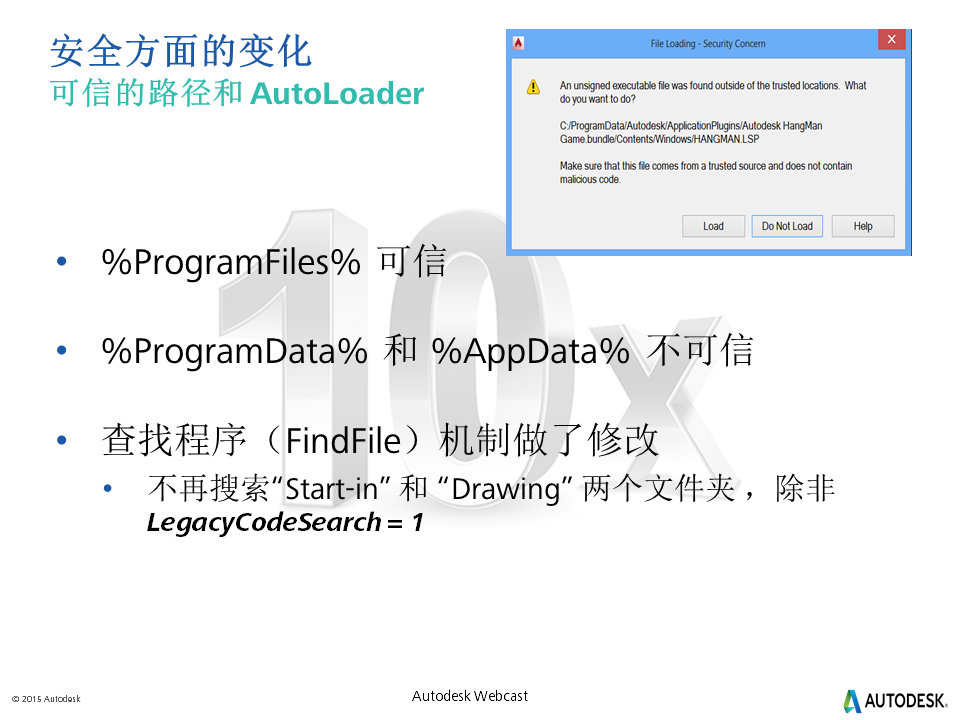 安全方面的变化
可信的路径和 AutoLoader
File Loading - Security Concern
An unsigned executable file was found outside of the trusted locations. What
do you want to do?
C:/ProgramData/Autodesk/ApplicationPlugins/Autodesk HangMan
Game.bundle/Contents/Windows/HANGMAN.LSP
Make sure that this file comes from a trusted source and does not contain
malicious code.
Load
Do Not Load
Help
10x
• %ProgramFiles% 可信
• %ProgramData% 和 %AppData% 不可信
• 查找程序（FindFile）机制做了修改
• 不再搜索“Start-in” 和 “Drawing” 两个文件夹 ，除非
LegacyCodeSearch = 1
© 2015 Autodesk
Autodesk Webcast
AUTODESK.